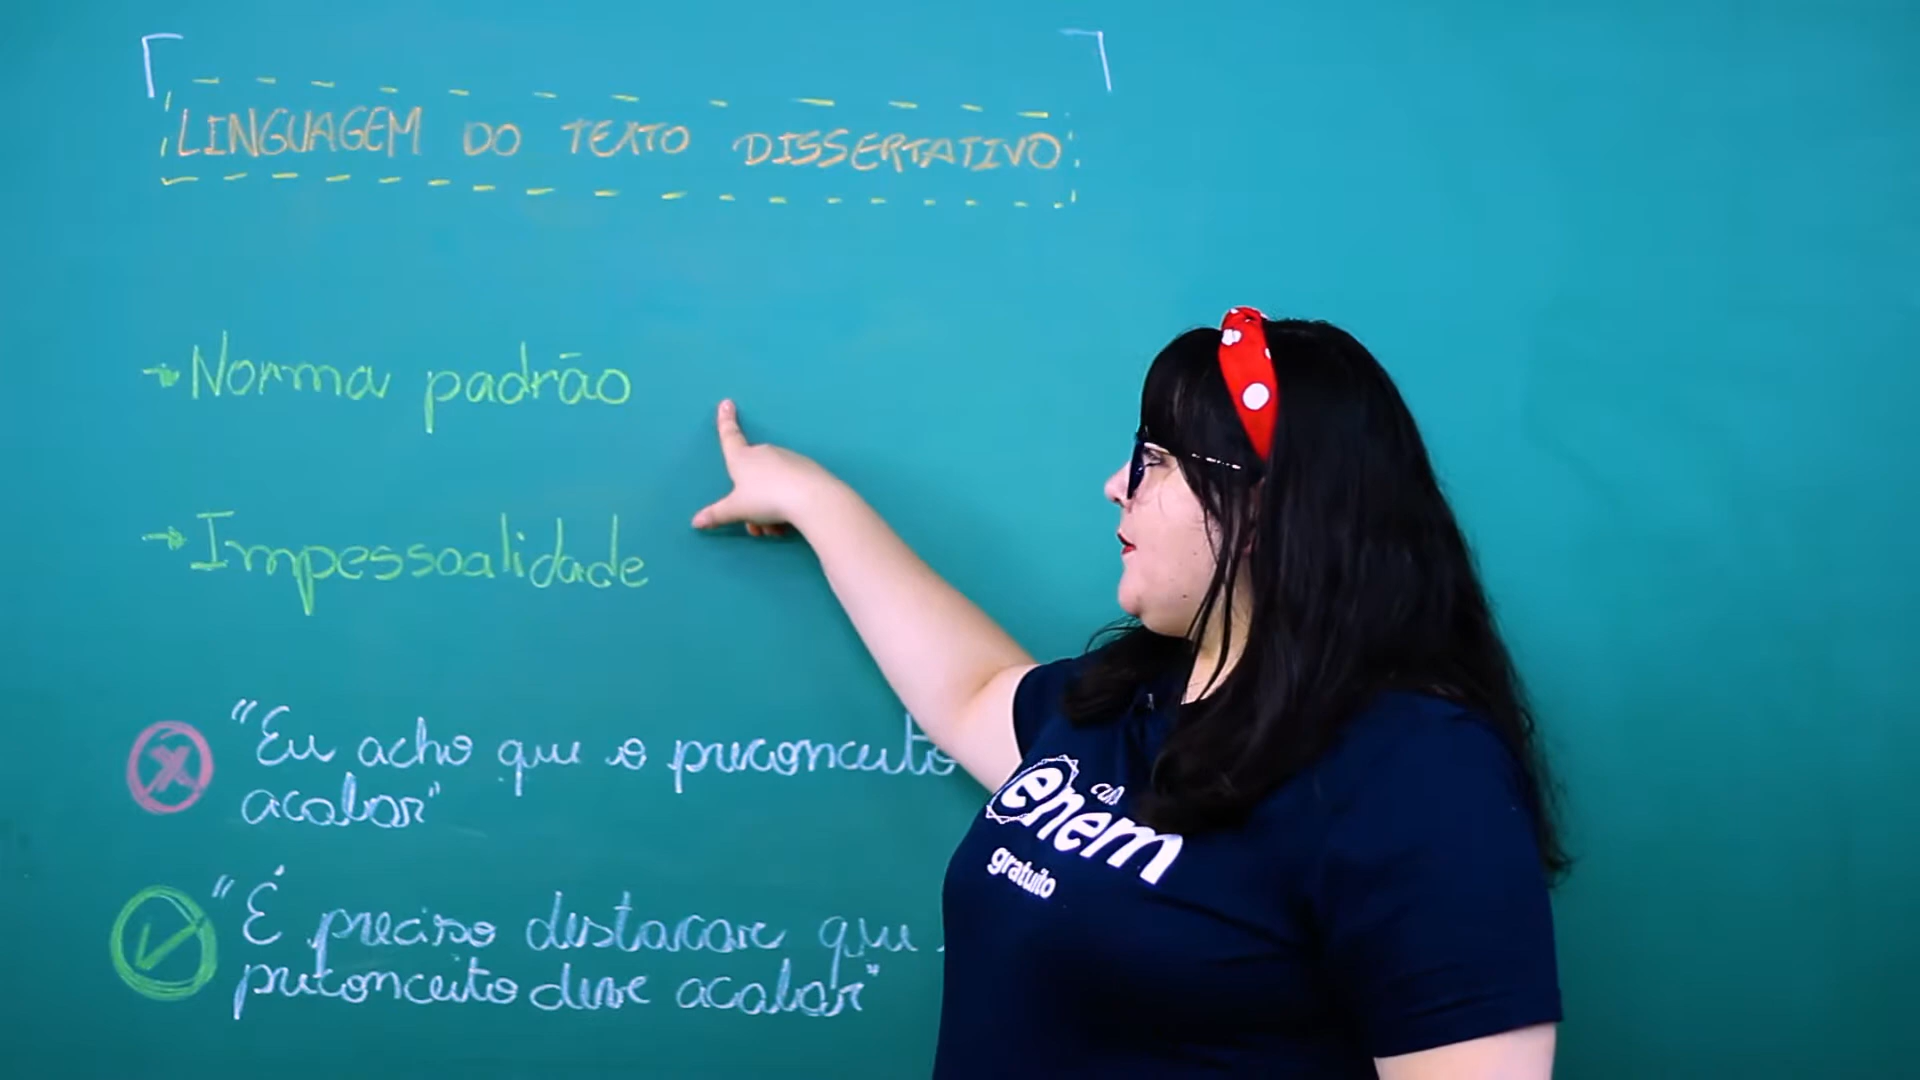 LINGUAGEM DO TEXTO DISSERTATIVO
→ Norma padrão
→ Impessoalidade
"Eu acho que o preconceito
acabar"
"É preciso destacar que
preconceito deve acabar"
curso
enem
gratuito